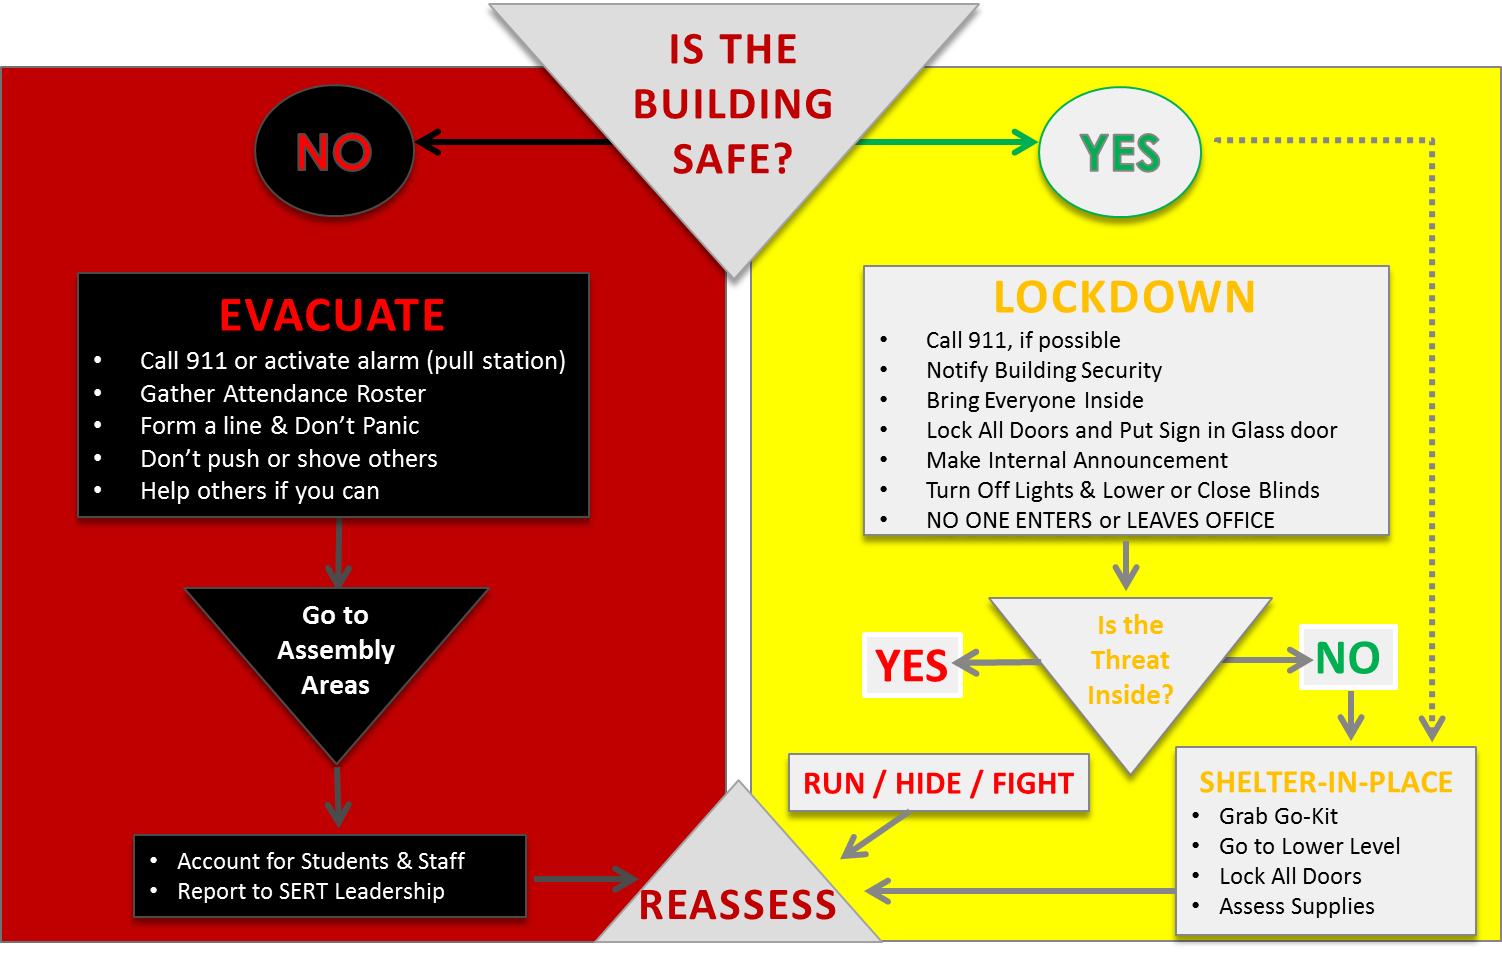 IS THE
BUILDING
SAFE?
NO
YES
EVACUATE
• Call 911 or activate alarm (pull station)
• Gather Attendance Roster
• Form a line & Don’t Panic
• Don’t push or shove others
• Help others if you can
Go to
Assembly
Areas
• Account for Students & Staff
• Report to SERT Leadership
LOCKDOWN
• Call 911, if possible
• Notify Building Security
• Bring Everyone Inside
• Lock All Doors and Put Sign in Glass door
• Make Internal Announcement
• Turn Off Lights & Lower or Close Blinds
• NO ONE ENTERS or LEAVES OFFICE
Is the
Threat
Inside?
YES
NO
RUN / HIDE / FIGHT
SHELTER-IN-PLACE
• Grab Go-Kit
• Go to Lower Level
• Lock All Doors
• Assess Supplies
REASSESS